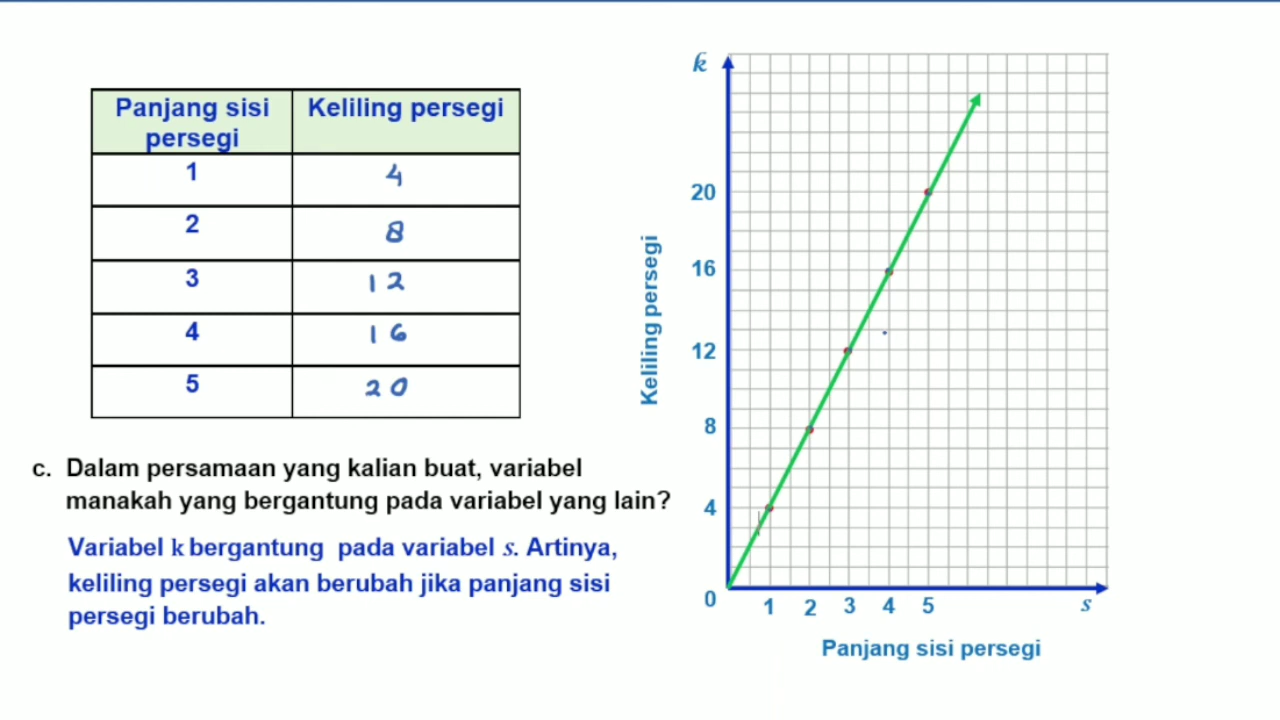 Panjang sisi Keliling persegi
persegi
1 4
2 8
3 12
4 16
5 20
c. Dalam persamaan yang kalian buat, variabel
manakah yang bergantung pada variabel yang lain?
Variabel k bergantung pada variabel s. Artinya,
keliling persegi akan berubah jika panjang sisi
persegi berubah.
k
20
16
12
8
4
0
Keliling persegi
1 2 3 4 5 s
Panjang sisi persegi